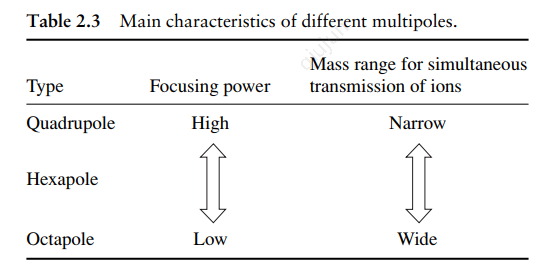 Table 2.3 Main characteristics of different multipoles.
Mass range for simultaneous
Type Focusing power transmission of ions
Quadrupole High Narrow
Hexapole
Octapole Low Wide